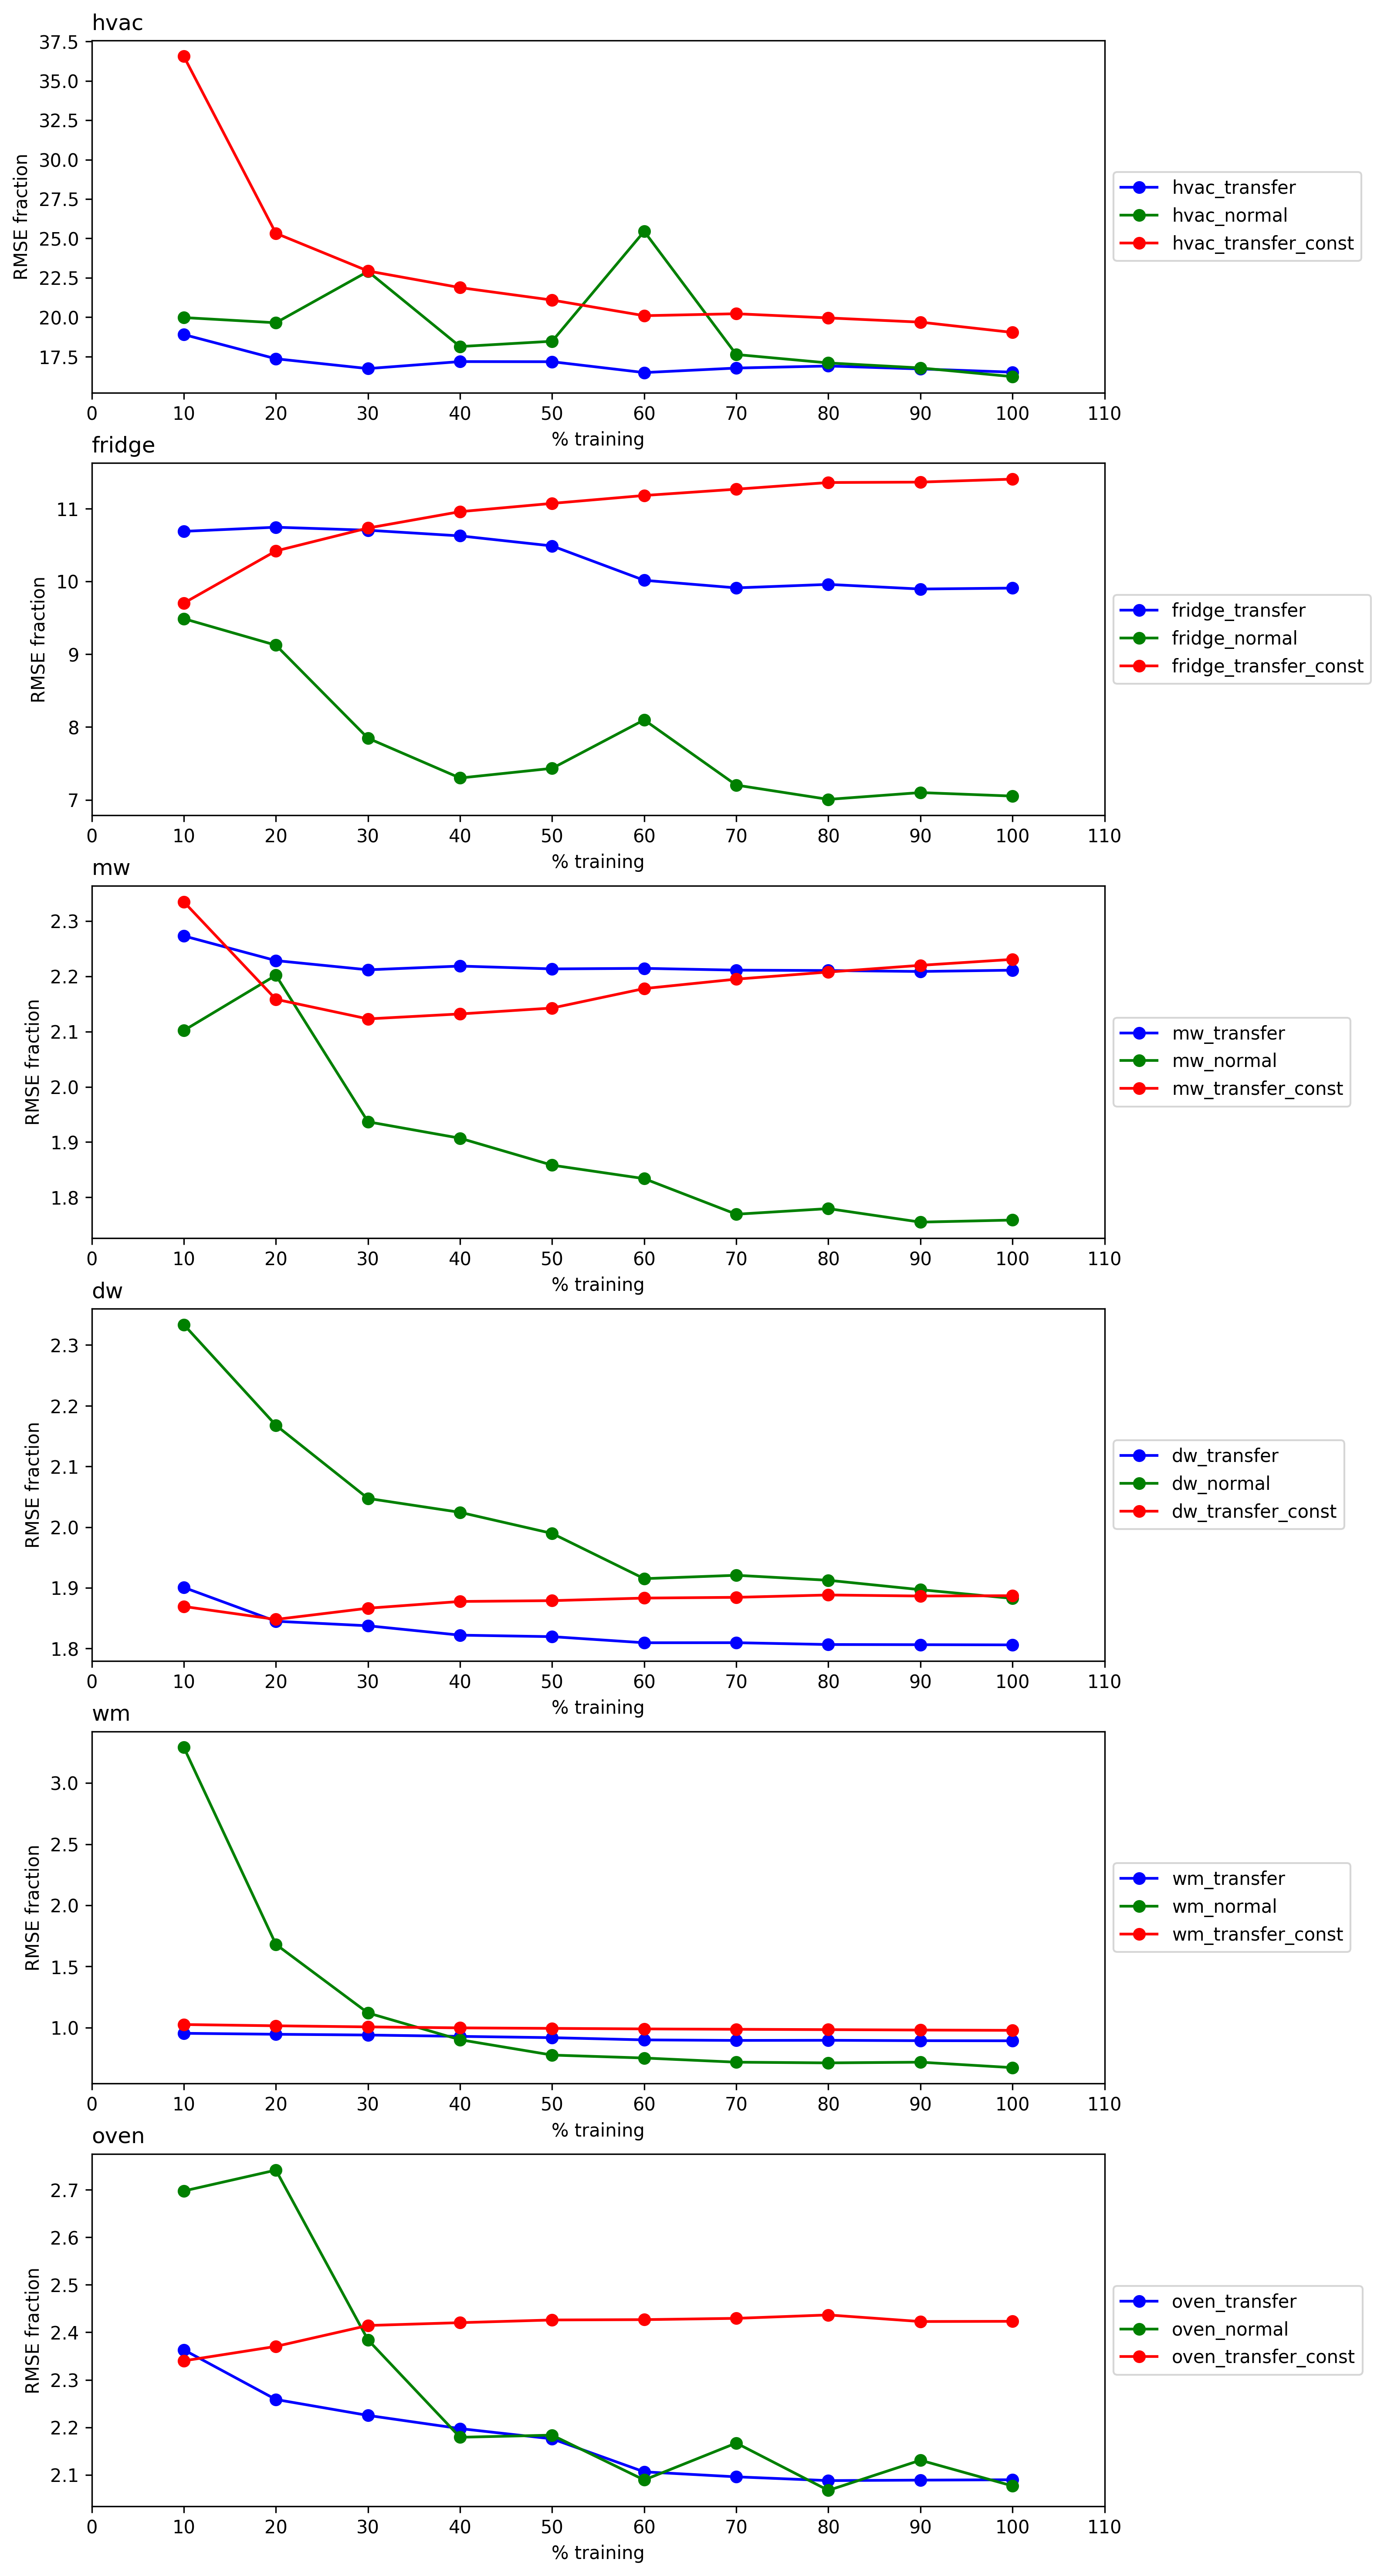 hvac
37.5
35.0
32.5
30.0
27.5
25.0
22.5
20.0
17.5
RMSE fraction
0 10 20 30 40 50 60 70 80 90 100 110
% training
hvac_transfer
hvac_normal
hvac_transfer_const
fridge
11
10
9
8
7
RMSE fraction
0 10 20 30 40 50 60 70 80 90 100 110
% training
fridge_transfer
fridge_normal
fridge_transfer_const
mw
2.3
2.2
2.1
2.0
1.9
1.8
RMSE fraction
0 10 20 30 40 50 60 70 80 90 100 110
% training
mw_transfer
mw_normal
mw_transfer_const
dw
2.3
2.2
2.1
2.0
1.9
1.8
RMSE fraction
0 10 20 30 40 50 60 70 80 90 100 110
% training
dw_transfer
dw_normal
dw_transfer_const
wm
3.0
2.5
2.0
1.5
1.0
RMSE fraction
0 10 20 30 40 50 60 70 80 90 100 110
% training
wm_transfer
wm_normal
wm_transfer_const
oven
2.7
2.6
2.5
2.4
2.3
2.2
2.1
RMSE fraction
0 10 20 30 40 50 60 70 80 90 100 110
% training
oven_transfer
oven_normal
oven_transfer_const